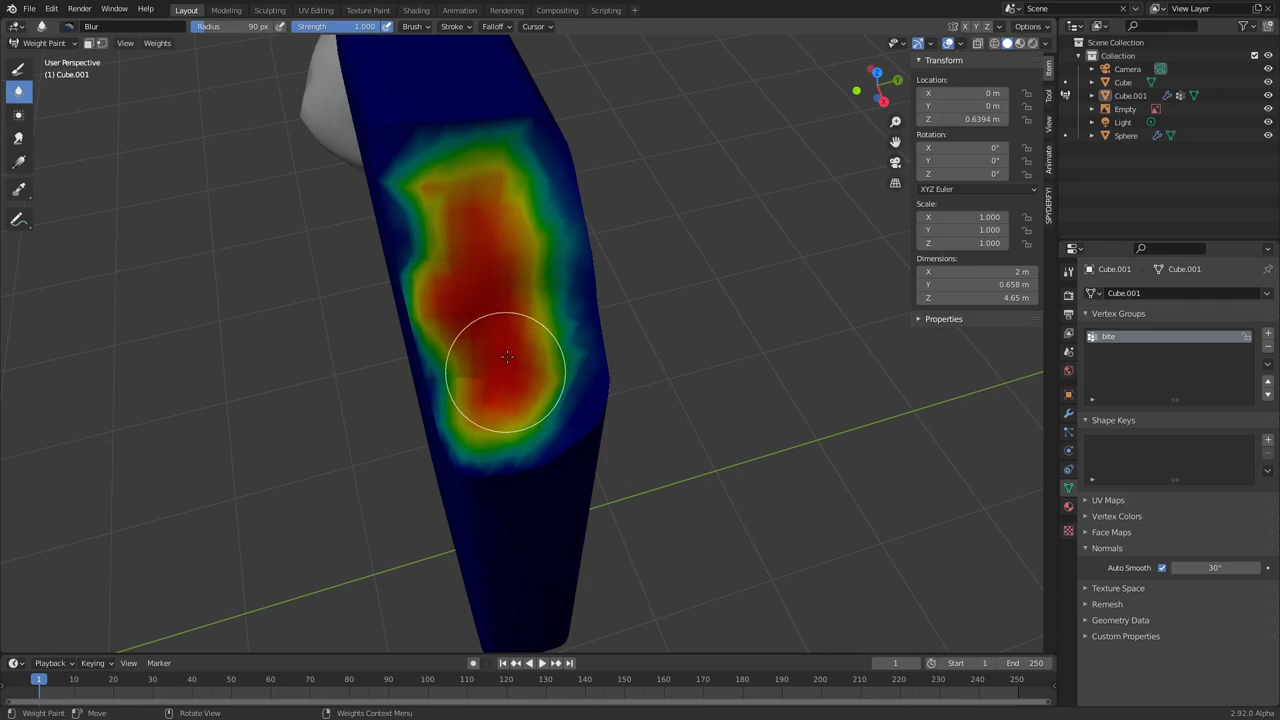 File Edit Render Window Help Layout Modeling Sculpting UV Editing Texture Paint Shading Animation Rendering Compositing Scripting + Scene View Layer
Blur Radius 90 px Strength 1.000 Brush Stroke Falloff Cursor X Y Z Options
Weight Paint View Weights
User Perspective
(1) Cube.001
Z
Y
X
Transform
Location:
X 0 m
Y 0 m
Z 0.6394 m
Rotation:
X 0°
Y 0°
Z 0°
XYZ Euler
Scale:
X 1.000
Y 1.000
Z 1.000
Dimensions:
X 2 m
Y 0.658 m
Z 4.65 m
Properties
Item
Tool
View
Animate
SPYDERFY!
Scene Collection
Collection
Camera
Cube
Cube.001
Empty
Light
Sphere
Cube.001 Cube.001
Cube.001
Vertex Groups
bite
Shape Keys
UV Maps
Vertex Colors
Face Maps
Normals
Auto Smooth 30°
Texture Space
Remesh
Geometry Data
Custom Properties
Playback Keying View Marker 1 Start 1 End 250
1 10 20 30 40 50 60 70 80 90 100 110 120 130 140 150 160 170 180 190 200 210 220 230 240 250
Weight Paint Move Rotate View Weights Context Menu 2.92.0 Alpha